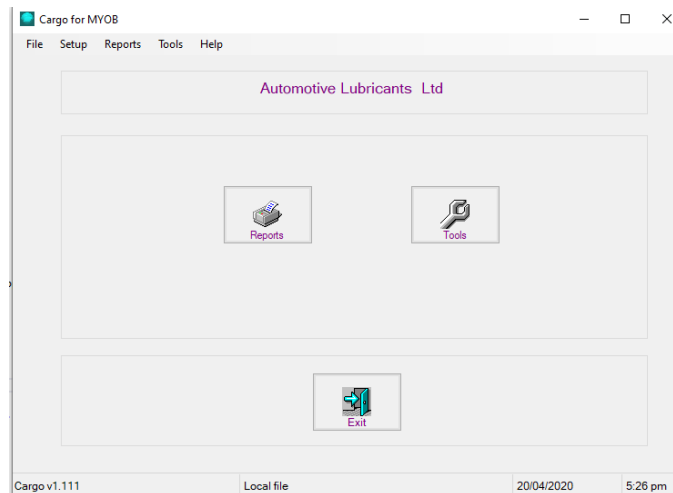 Cargo for MYOB
File Setup Reports Tools Help
Automotive Lubricants Ltd
Reports Tools
Exit
Cargo v1.111 Local file 20/04/2020 5:26 pm